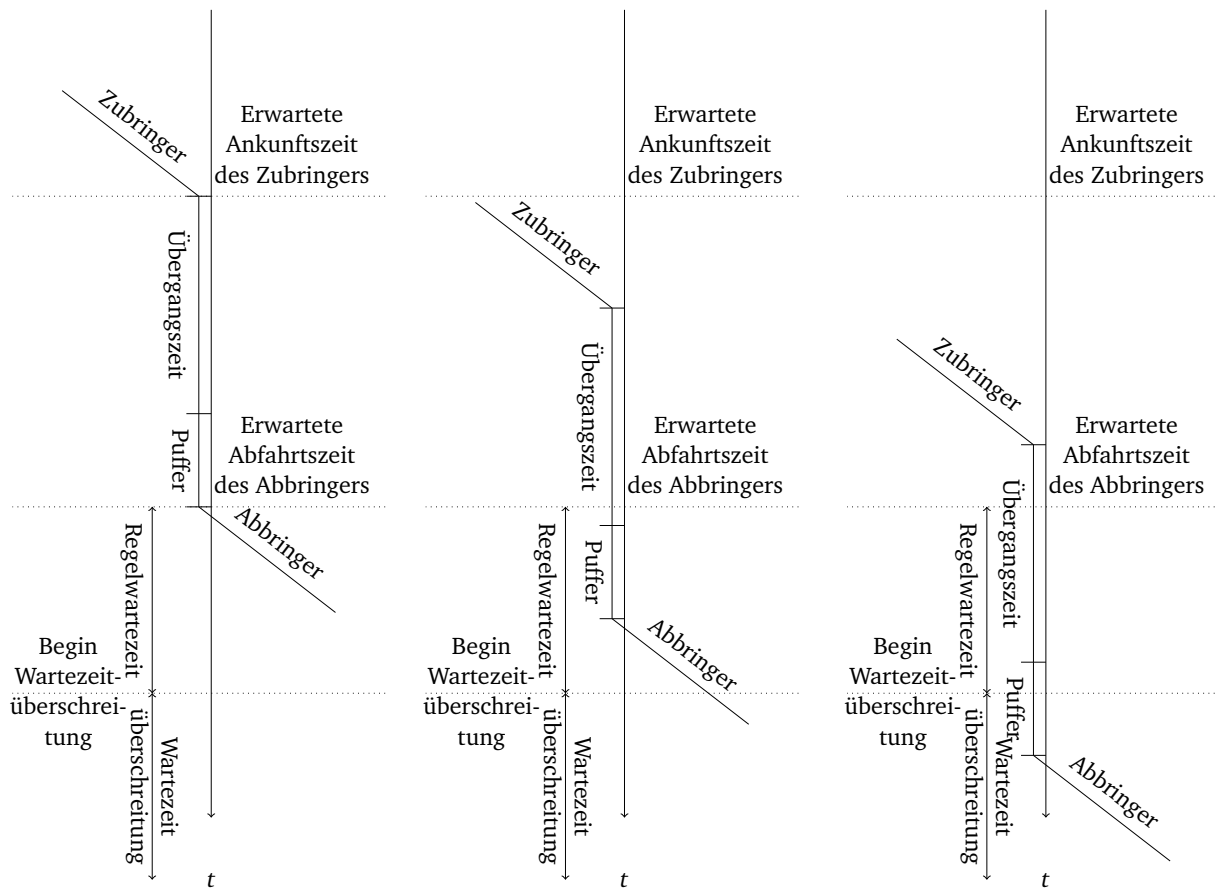 Zubringer
Erwartete
Ankunftszeit
des Zubringers
Übergangszeit
Puffer
Erwartete
Abfahrtszeit
des Abbringers
Abbringer
Regelwartezeit
Begin
Wartezeit-
überschrei-
tung
Wartezeit
überschreitung
t
Zubringer
Erwartete
Ankunftszeit
des Zubringers
Übergangszeit
Puffer
Erwartete
Abfahrtszeit
des Abbringers
Abbringer
Regelwartezeit
Begin
Wartezeit-
überschrei-
tung
Wartezeit
überschreitung
t
Zubringer
Erwartete
Ankunftszeit
des Zubringers
Übergangszeit
Puffer
Erwartete
Abfahrtszeit
des Abbringers
Abbringer
Regelwartezeit
Begin
Wartezeit-
überschrei-
tung
Wartezeit
überschreitung
t